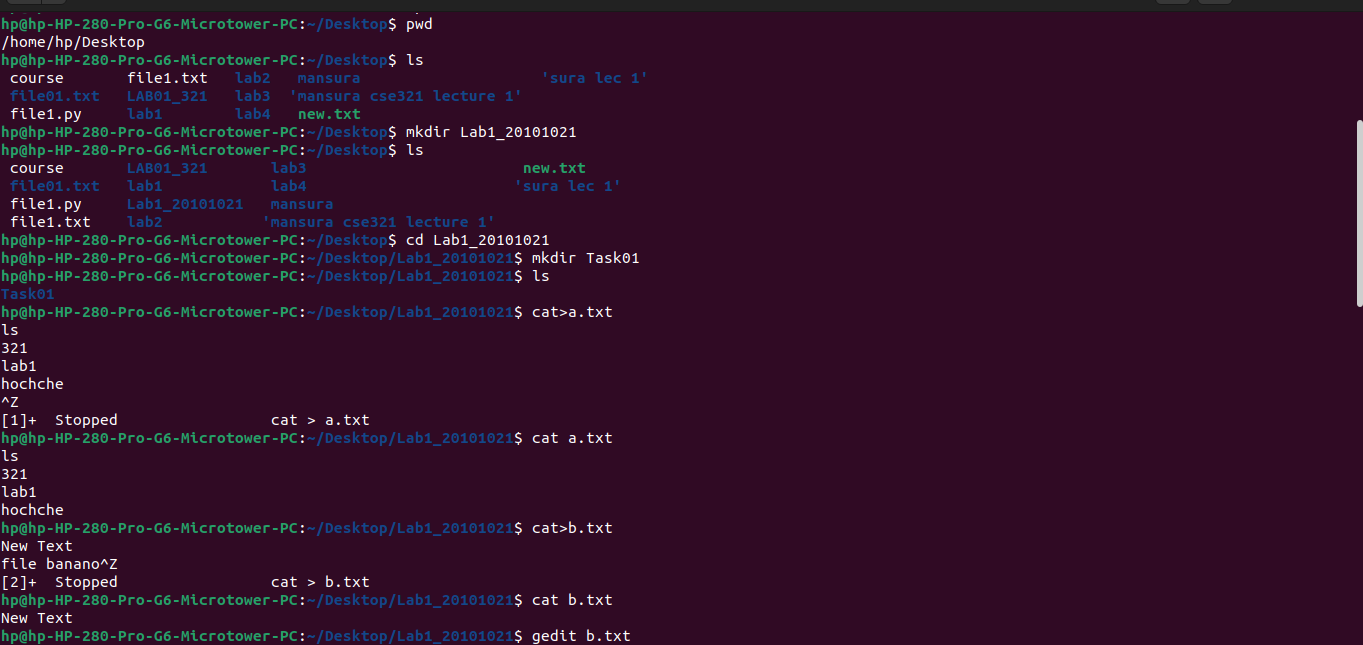 hp@hp-HP-280-Pro-G6-Microtower-PC:~/Desktop$ pwd
/home/hp/Desktop
hp@hp-HP-280-Pro-G6-Microtower-PC:~/Desktop$ ls
 course       file1.txt   lab2   mansura                    'sura lec 1'
 file01.txt   LAB01_321   lab3  'mansura cse321 lecture 1'
 file1.py     lab1        lab4   new.txt
hp@hp-HP-280-Pro-G6-Microtower-PC:~/Desktop$ mkdir Lab1_20101021
hp@hp-HP-280-Pro-G6-Microtower-PC:~/Desktop$ ls
 course       LAB01_321       lab3                        new.txt
 file01.txt   lab1            lab4                       'sura lec 1'
 file1.py     Lab1_20101021   mansura
 file1.txt    lab2           'mansura cse321 lecture 1'
hp@hp-HP-280-Pro-G6-Microtower-PC:~/Desktop$ cd Lab1_20101021
hp@hp-HP-280-Pro-G6-Microtower-PC:~/Desktop/Lab1_20101021$ mkdir Task01
hp@hp-HP-280-Pro-G6-Microtower-PC:~/Desktop/Lab1_20101021$ ls
Task01
hp@hp-HP-280-Pro-G6-Microtower-PC:~/Desktop/Lab1_20101021$ cat>a.txt
ls
321
lab1
hochche
^Z
[1]+  Stopped                 cat > a.txt
hp@hp-HP-280-Pro-G6-Microtower-PC:~/Desktop/Lab1_20101021$ cat a.txt
ls
321
lab1
hochche
hp@hp-HP-280-Pro-G6-Microtower-PC:~/Desktop/Lab1_20101021$ cat>b.txt
New Text
file banano^Z
[2]+  Stopped                 cat > b.txt
hp@hp-HP-280-Pro-G6-Microtower-PC:~/Desktop/Lab1_20101021$ cat b.txt
New Text
hp@hp-HP-280-Pro-G6-Microtower-PC:~/Desktop/Lab1_20101021$ gedit b.txt